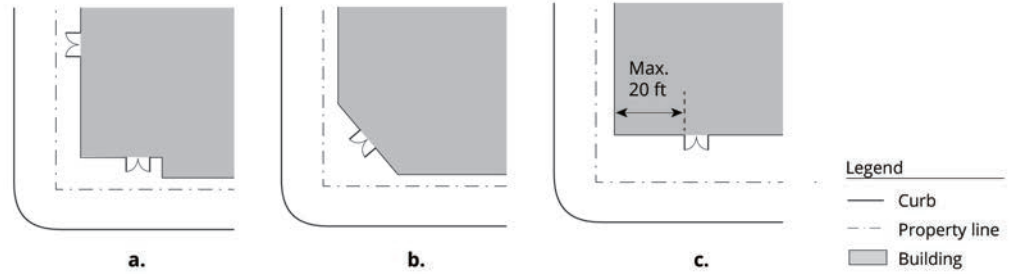 Max.
20 ft
Legend
Curb
Property line
Building
a.
b.
c.